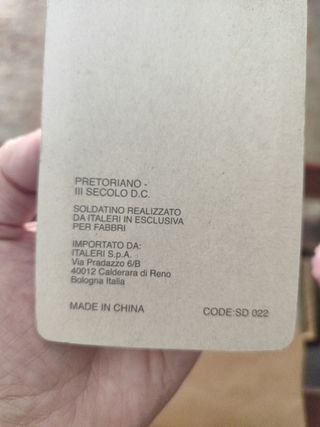 PRETORIANO -
III SECOLO D.C.
SOLDATINO REALIZZATO
DA ITALERI IN ESCLUSIVA
PER FABBRI
IMPORTATO DA:
ITALERI S.p.A.
Via Pradazzo 6/B
40012 Calderara di Reno
Bologna Italia
MADE IN CHINA CODE:SD 022